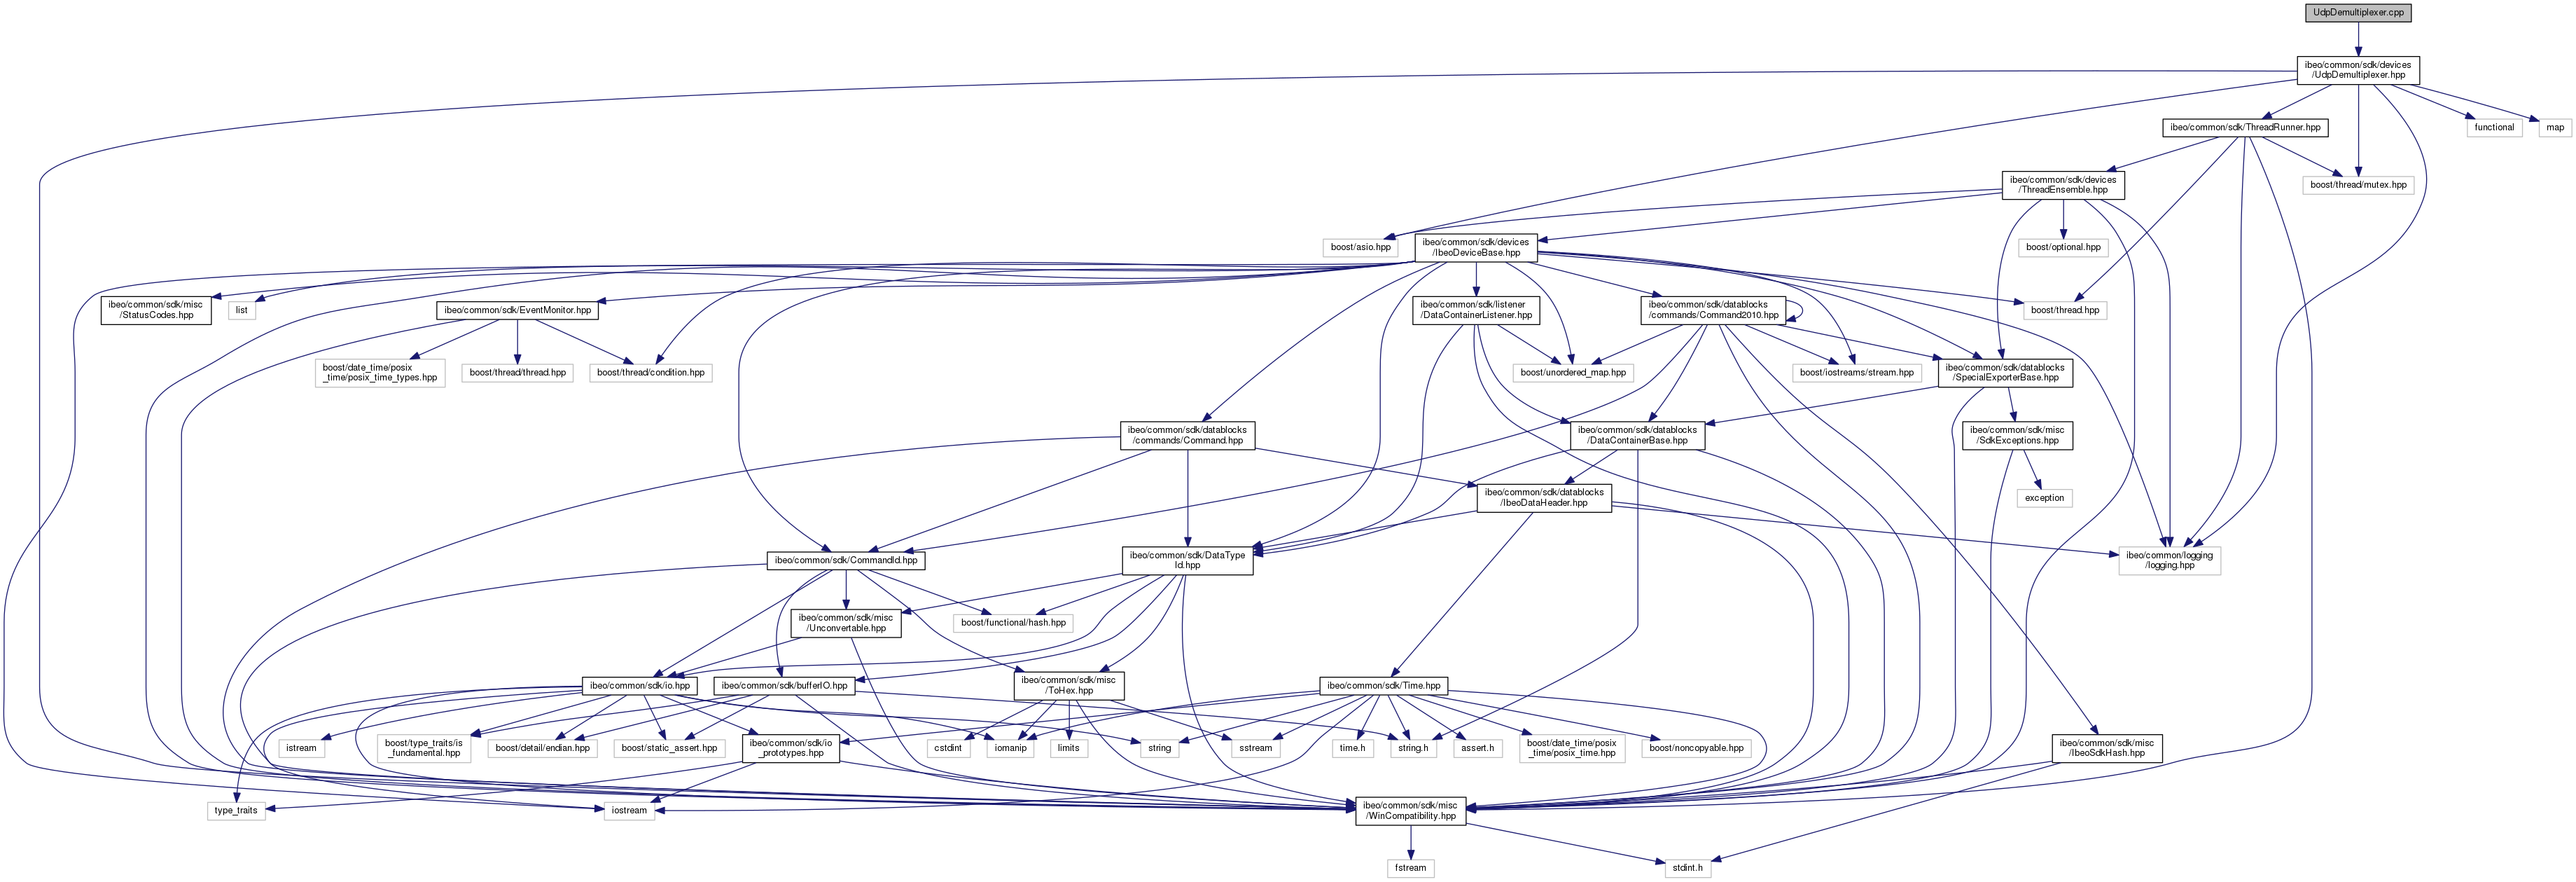 UdpDemultiplexer.cpp
ibeo/common/sdk/devices
/UdpDemultiplexer.hpp
ibeo/common/sdk/ThreadRunner.hpp
functional
map
ibeo/common/sdk/devices
/ThreadEnsemble.hpp
boost/thread/mutex.hpp
boost/asio.hpp
ibeo/common/sdk/devices
/IbeoDeviceBase.hpp
boost/optional.hpp
ibeo/common/sdk/misc
/StatusCodes.hpp
list
ibeo/common/sdk/EventMonitor.hpp
ibeo/common/sdk/listener
/DataContainerListener.hpp
ibeo/common/sdk/datablocks
/commands/Command2010.hpp
boost/thread.hpp
boost/date_time/posix
_time/posix_time_types.hpp
boost/thread/thread.hpp
boost/thread/condition.hpp
boost/unordered_map.hpp
boost/iostreams/stream.hpp
ibeo/common/sdk/datablocks
/SpecialExporterBase.hpp
ibeo/common/sdk/datablocks
/commands/Command.hpp
ibeo/common/sdk/datablocks
/DataContainerBase.hpp
ibeo/common/sdk/misc
/SdkExceptions.hpp
ibeo/common/sdk/datablocks
/IbeoDataHeader.hpp
exception
ibeo/common/sdk/CommandId.hpp
ibeo/common/sdk/DataType
Id.hpp
ibeo/common/logging
/logging.hpp
ibeo/common/sdk/misc
/Unconvertable.hpp
boost/functional/hash.hpp
ibeo/common/sdk/io.hpp
ibeo/common/sdk/bufferIO.hpp
ibeo/common/sdk/misc
/ToHex.hpp
ibeo/common/sdk/Time.hpp
istream
boost/type_traits/is
_fundamental.hpp
boost/detail/endian.hpp
boost/static_assert.hpp
ibeo/common/sdk/io
_prototypes.hpp
cstdint
iomanip
limits
string
sstream
time.h
string.h
assert.h
boost/date_time/posix
_time/posix_time.hpp
boost/noncopyable.hpp
ibeo/common/sdk/misc
/IbeoSdkHash.hpp
type_traits
iostream
ibeo/common/sdk/misc
/WinCompatibility.hpp
fstream
stdint.h